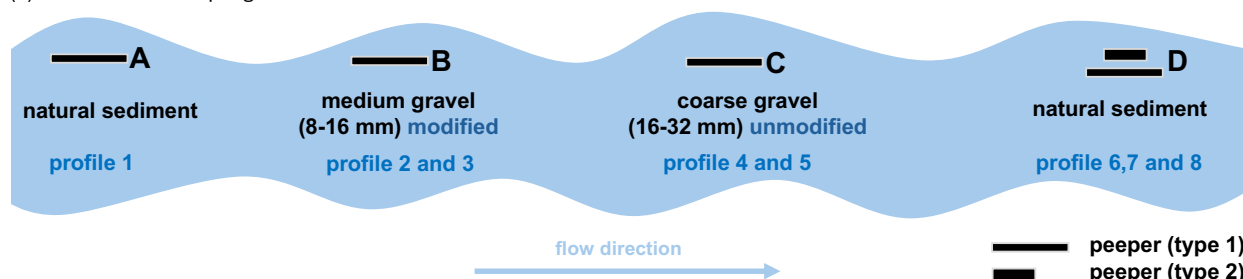 A
B
C
D
natural sediment
medium gravel
(8-16 mm) modified
coarse gravel
(16-32 mm) unmodified
natural sediment
profile 1
profile 2 and 3
profile 4 and 5
profile 6,7 and 8
flow direction
peeper (type 1)
peeper (type 2)